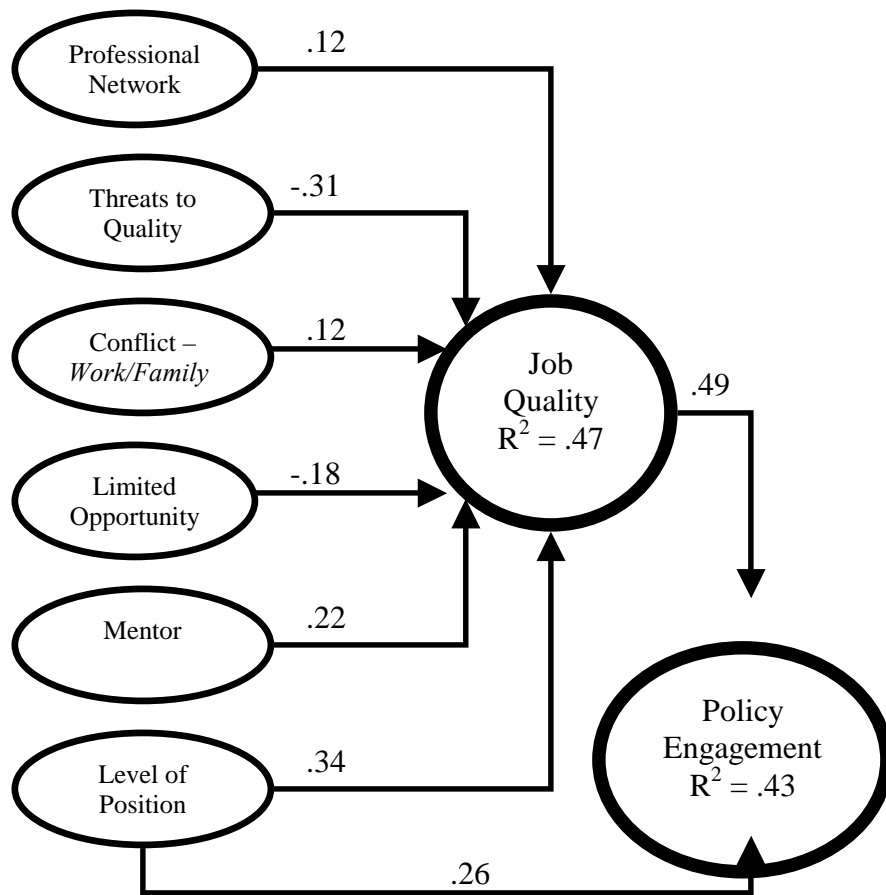 .12
Professional
Network
-.31
Threats to
Quality
.12
Conflict –
Work/Family
Job
Quality
R² = .47
.49
-.18
Limited
Opportunity
Mentor
.22
Policy
Engagement
R² = .43
.34
Level of
Position
.26